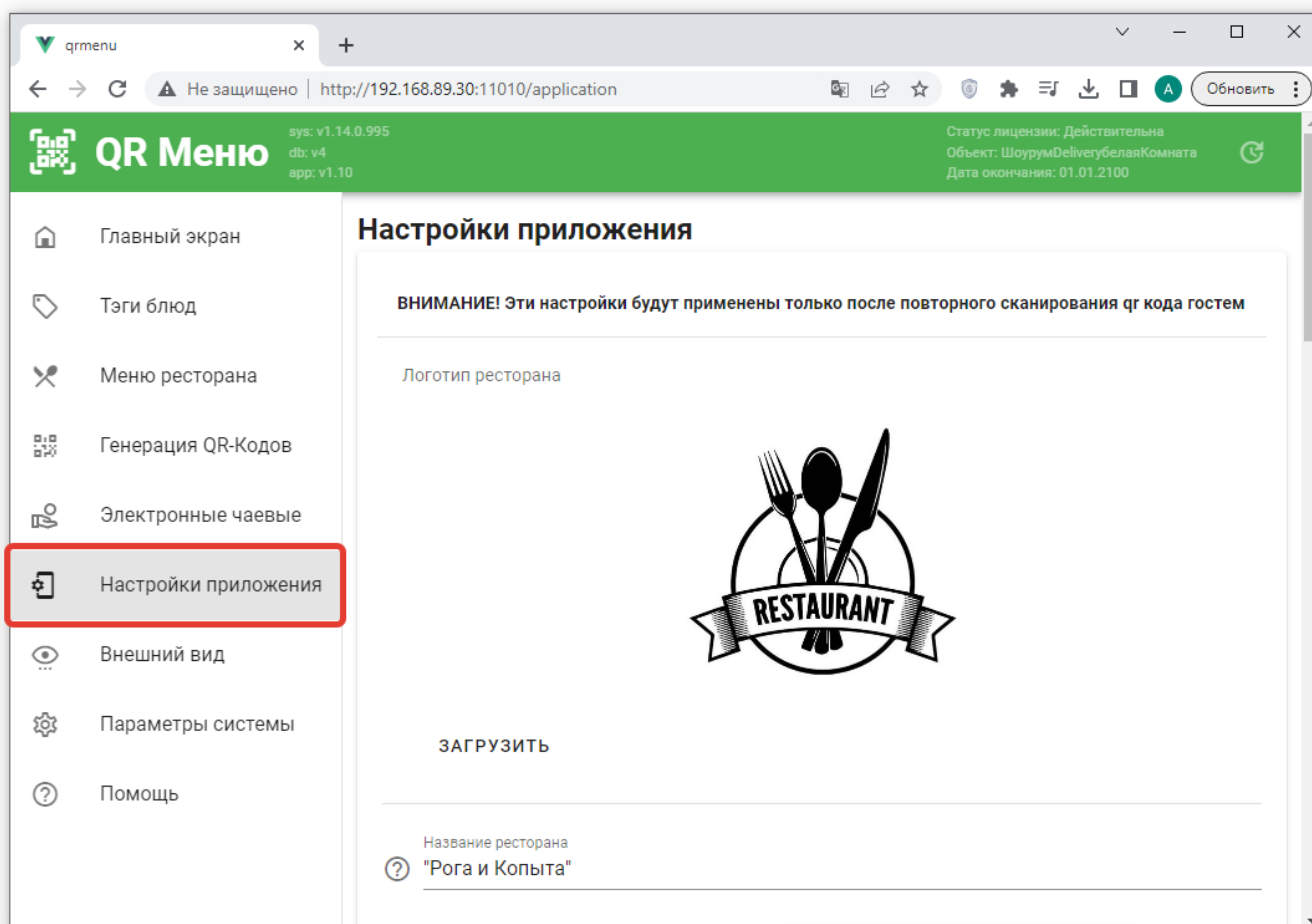 qrmenu
Не защищено
http://192.168.89.30:11010/application
A
Обновить
QR Меню
sys: v1.14.0.995
db: v4
app: v1.10
Статус лицензии: Действительна
Объект: ШоурумDeliveryбелаяКомната
Дата окончания: 01.01.2100
Главный экран
Тэги блюд
Меню ресторана
Генерация QR-Кодов
Электронные чаевые
Настройки приложения
Внешний вид
Параметры системы
Помощь
Настройки приложения
ВНИМАНИЕ! Эти настройки будут применены только после повторного сканирования qr кода гостем
Логотип ресторана
RESTAURANT
ЗАГРУЗИТЬ
Название ресторана
"Рога и Копыта"